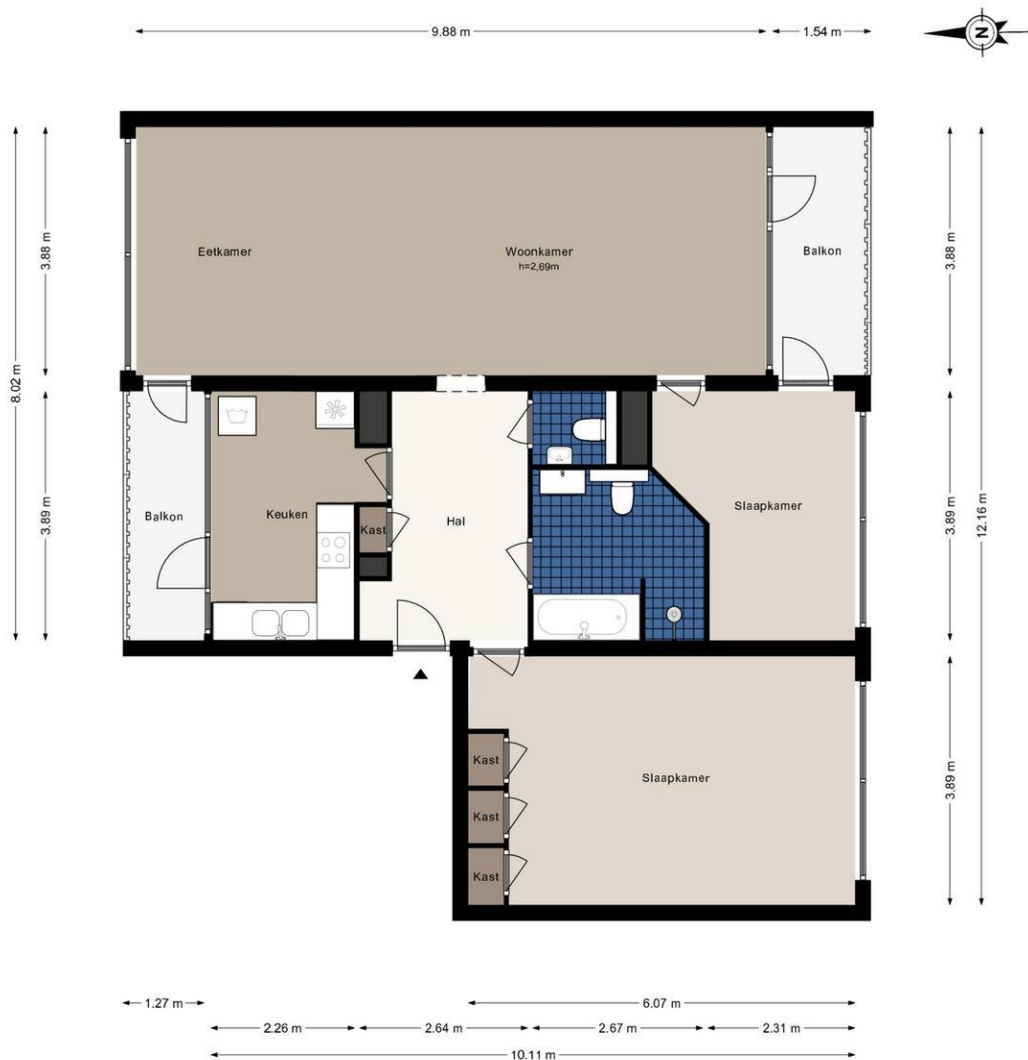 9.88 m
1.54 m
N
8.02 m
3.88 m
3.88 m
12.16 m
Eetkamer
Woonkamer
h=2,69m
Balkon
3.89 m
3.89 m
Balkon
Keuken
Kast
Hal
Slaapkamer
Kast
Kast
Kast
Slaapkamer
3.89 m
1.27 m
6.07 m
2.26 m
2.64 m
2.67 m
2.31 m
10.11 m